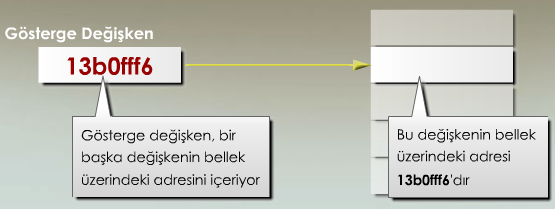 Gösterge Değişken
13b0fff6
Gösterge değişken, bir
başka değişkenin bellek
üzerindeki adresini içeriyor
Bu değişkenin bellek
üzerindeki adresi
13b0fff6'dır